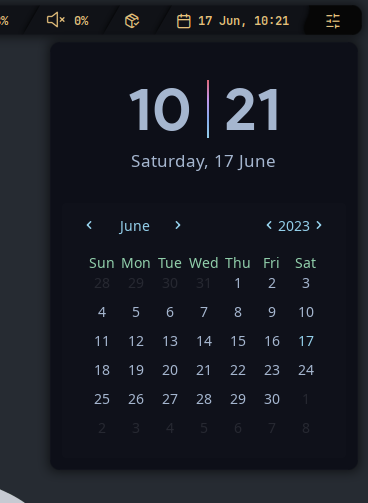 % 0% 17 Jun, 10:21
10 21
Saturday, 17 June
June 2023
Sun Mon Tue Wed Thu Fri Sat
28 29 30 31 1 2 3
4 5 6 7 8 9 10
11 12 13 14 15 16 17
18 19 20 21 22 23 24
25 26 27 28 29 30 1
2 3 4 5 6 7 8